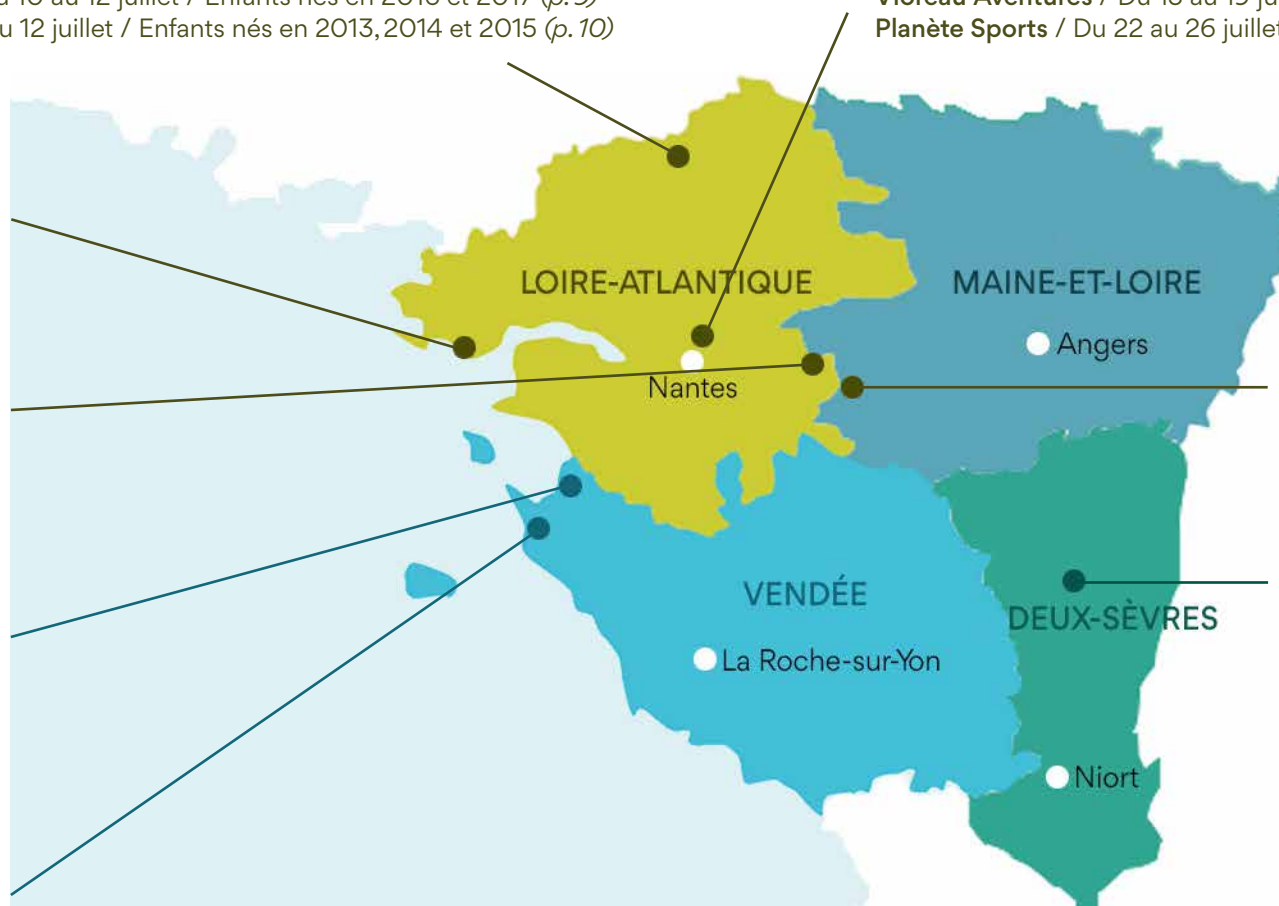 12 juillet / Enfants nés en 2013, 2014 et 2015 (p. 10)
Planète Sports / Du 22 au 26 juillet
LOIRE-ATLANTIQUE
MAINE-ET-LOIRE
Angers
Nantes
VENDÉE
DEUX-SÈVRES
La Roche-sur-Yon
Niort